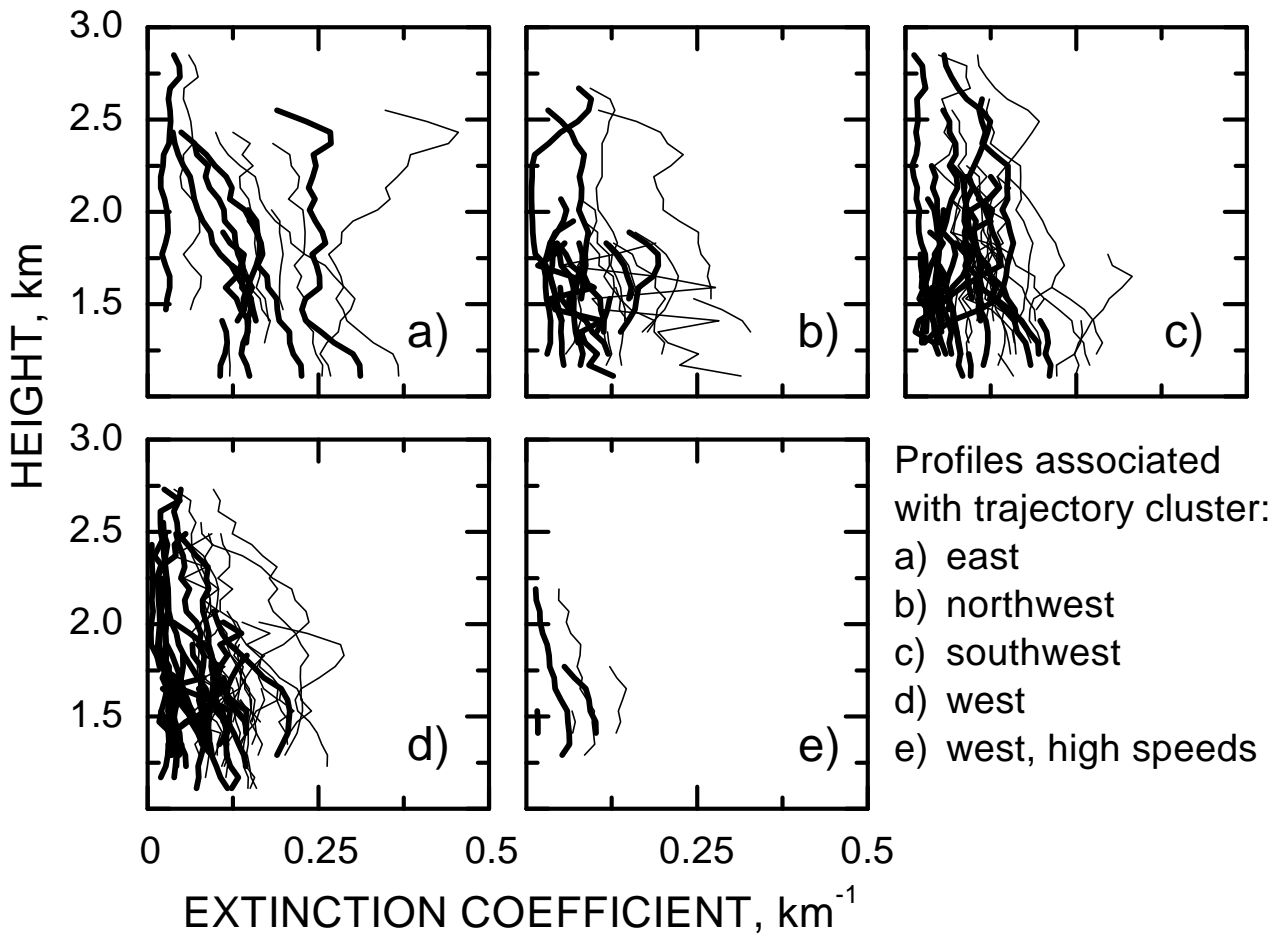 3.0
2.5
2.0
1.5
HEIGHT, km
a)
b)
c)
3.0
2.5
2.0
1.5
d)
e)
Profiles associated
with trajectory cluster:
a) east
b) northwest
c) southwest
d) west
e) west, high speeds
0 0.25 0.5 0.25 0.5
EXTINCTION COEFFICIENT, km⁻¹